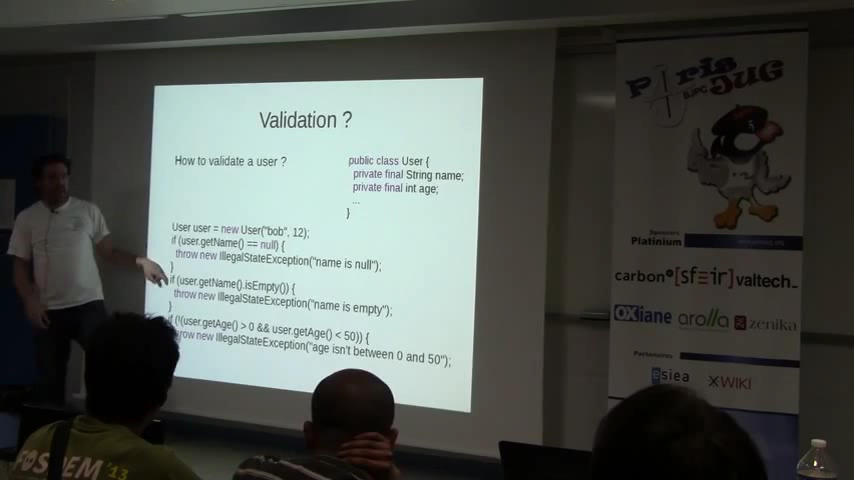 Validation ?
How to validate a user ?
public class User {
private final String name;
private final int age;
...
}
User user = new User("bob", 12);
if (user.getName() == null) {
throw new IllegalStateException("name is null");
}
if (user.getName().isEmpty()) {
throw new IllegalStateException("name is empty");
}
if (!(user.getAge() > 0 && user.getAge() < 50)) {
throw new IllegalStateException("age isn't between 0 and 50");
Paris
JUG
Sponsors
Platinium
carbon
[sfeir]
valtech_
OXiane
arolla
zenika
Partenaires
esiea
XWIKI
FOSDEM '13